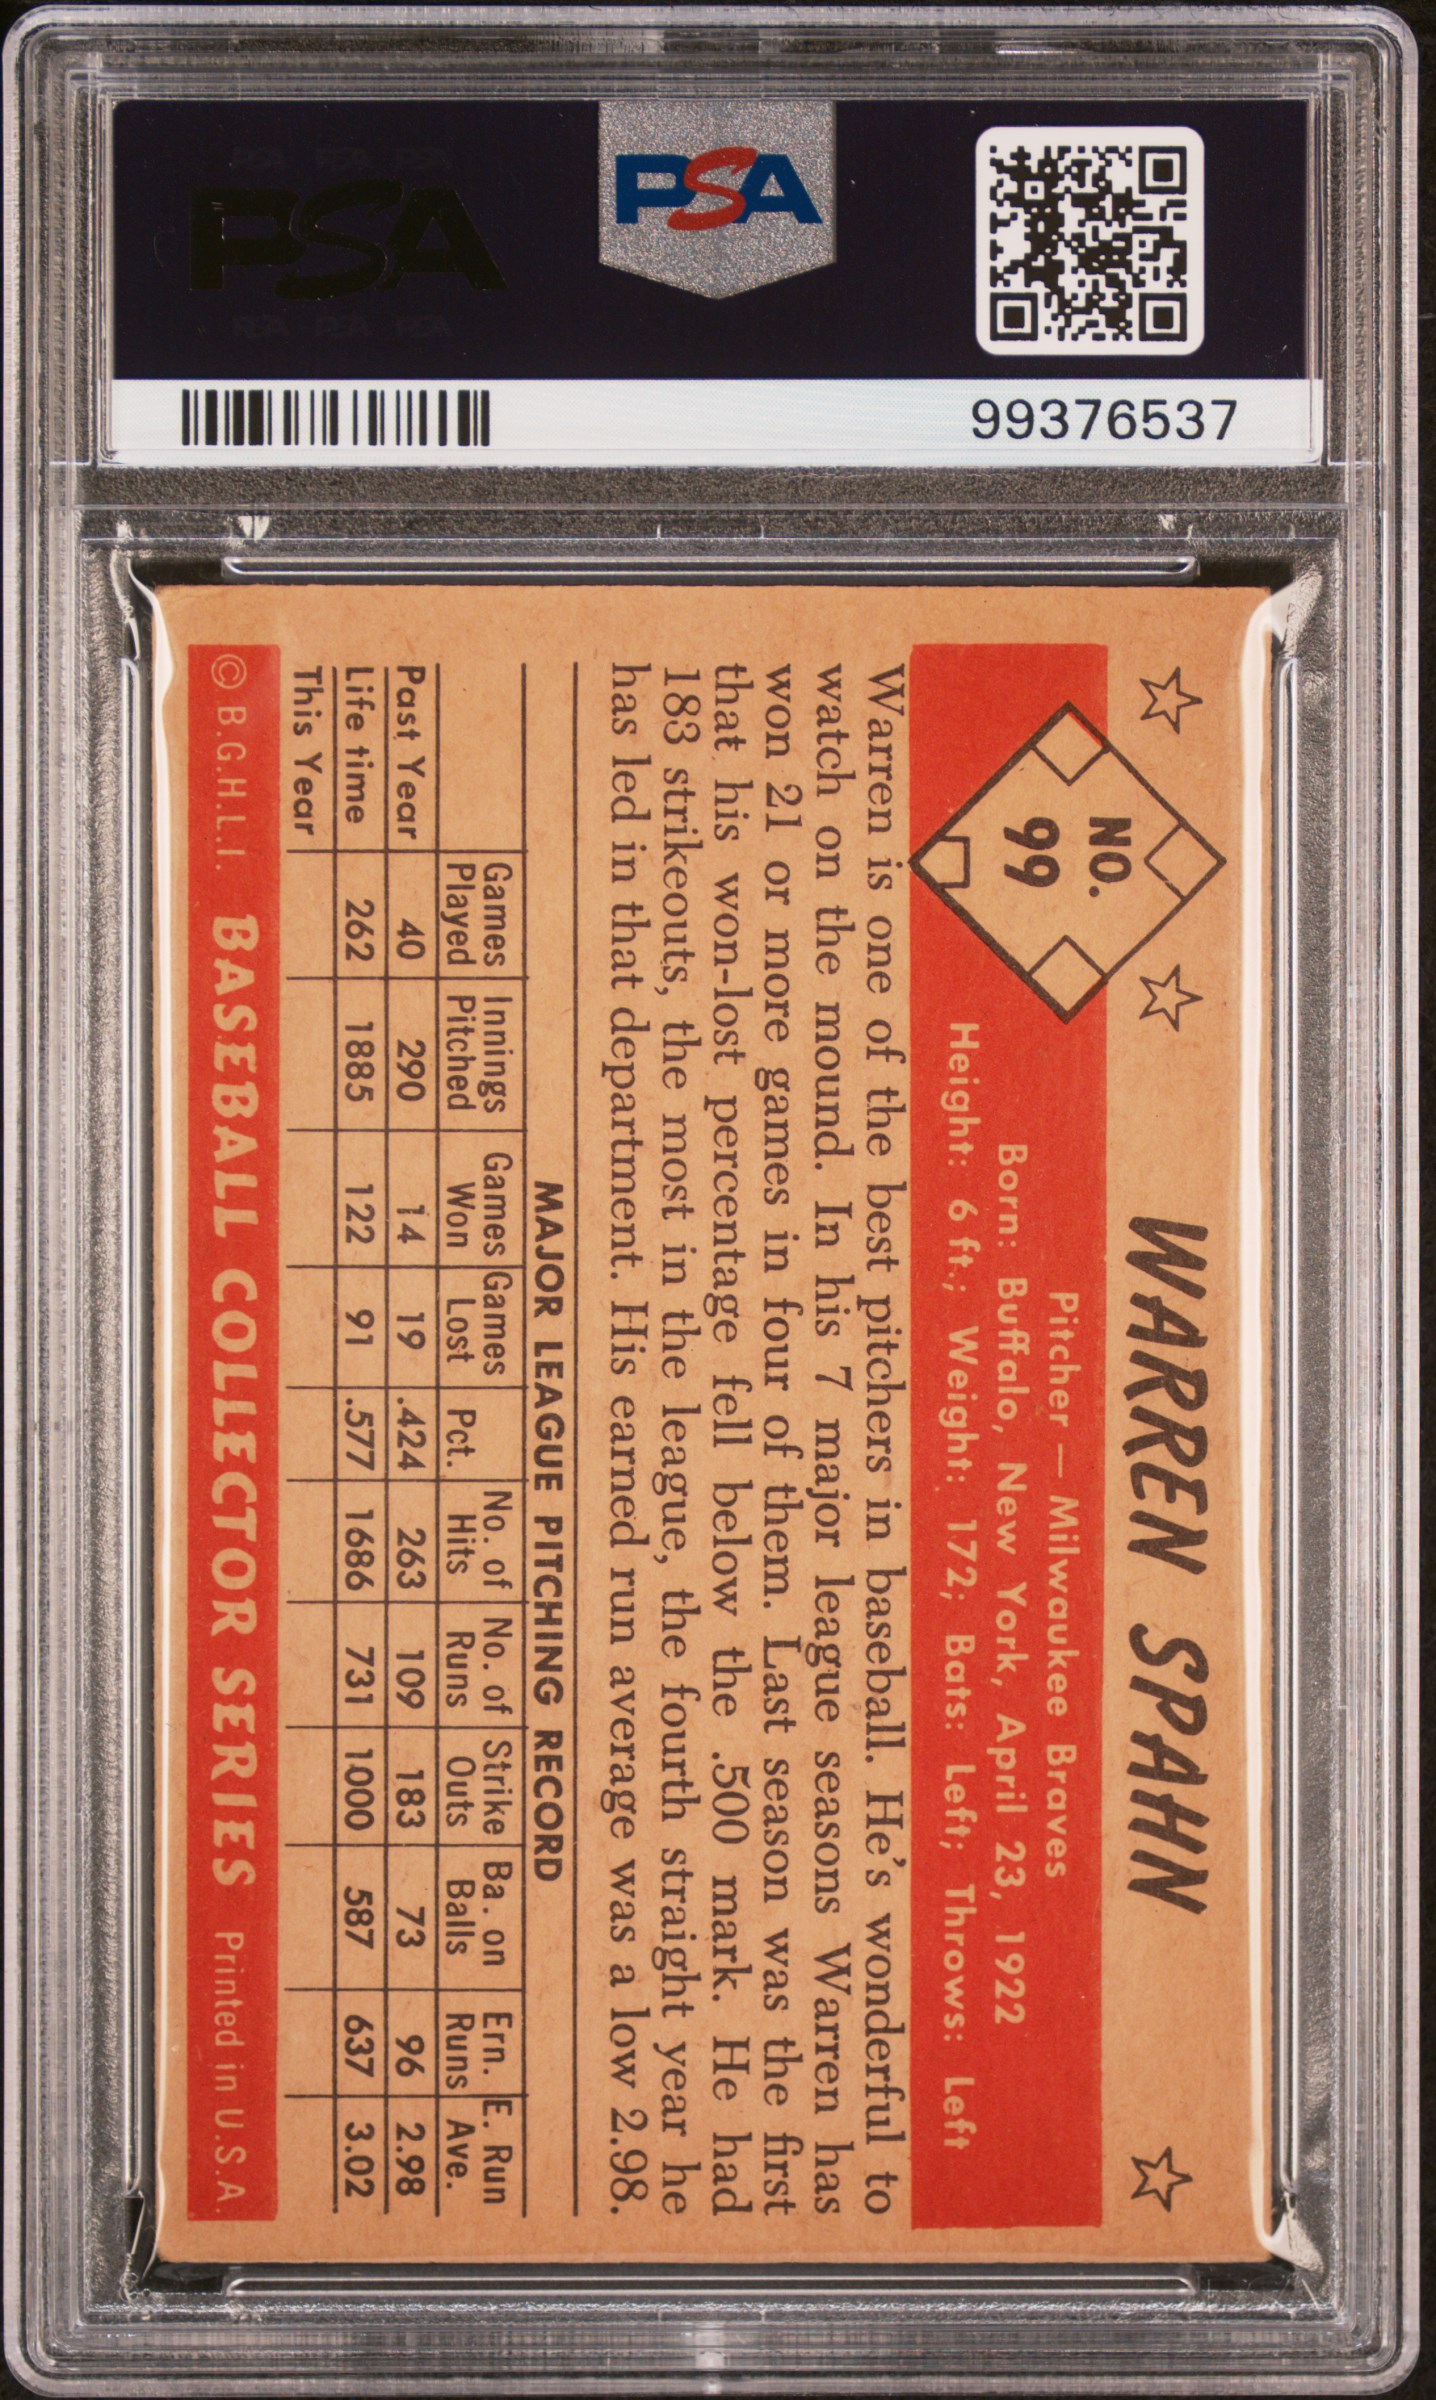 PSA
PSA
99376537
NO.
99
WARREN SPAHN
Pitcher — Milwaukee Braves
Born: Buffalo, New York, April 23, 1922
Height: 6 ft.; Weight: 172; Bats: Left; Throws: Left
Warren is one of the best pitchers in baseball. He's wonderful to
watch on the mound. In his 7 major league seasons Warren has
won 21 or more games in four of them. Last season was the first
that his won-lost percentage fell below the .500 mark. He had
183 strikeouts, the most in the league, the fourth straight year he
has led in that department. His earned run average was a low 2.98.
MAJOR LEAGUE PITCHING RECORD
Games Innings Games Games No. of No. of Strike Ba. on Ern. E. Run
Played Pitched Won Lost Pct. Hits Runs Outs Balls Runs Ave.
Past Year 40 290 14 19 .424 263 109 183 73 96 2.98
Life time 262 1885 122 91 .577 1686 731 1000 587 637 3.02
This Year
© B.G.H.L.I. BASEBALL COLLECTOR SERIES Printed in U.S.A.